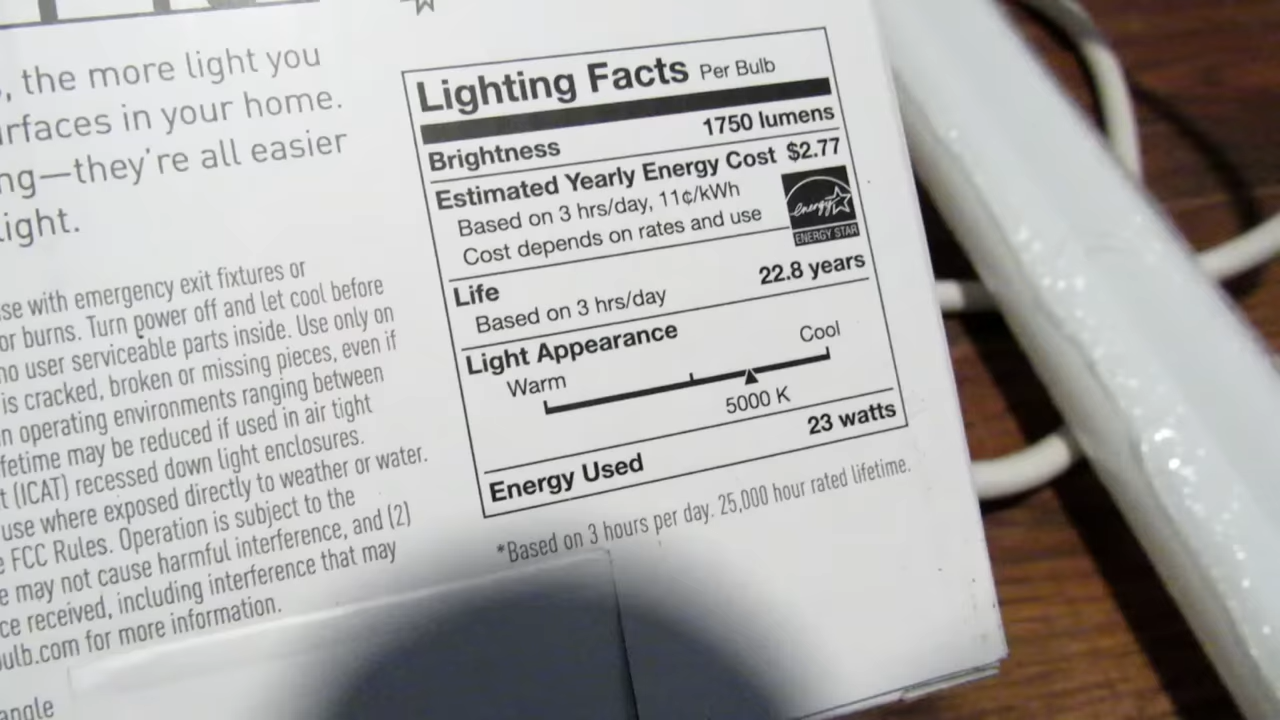 , the more light you
urfaces in your home.
ng—they're all easier
light.
se with emergency exit fixtures or
or burns. Turn power off and let cool before
no user serviceable parts inside. Use only on
is cracked, broken or missing pieces, even if
n operating environments ranging between
fetime may be reduced if used in air tight
t (ICAT) recessed down light enclosures.
use where exposed directly to weather or water.
e FCC Rules. Operation is subject to the
e may not cause harmful interference, and (2)
ce received, including interference that may
ulb.com for more information.
angle
Lighting Facts Per Bulb
Brightness 1750 lumens
Estimated Yearly Energy Cost $2.77
Based on 3 hrs/day, 11¢/kWh
Cost depends on rates and use
energy
ENERGY STAR
Life 22.8 years
Based on 3 hrs/day
Light Appearance
Warm Cool
5000 K
Energy Used 23 watts
*Based on 3 hours per day. 25,000 hour rated lifetime.